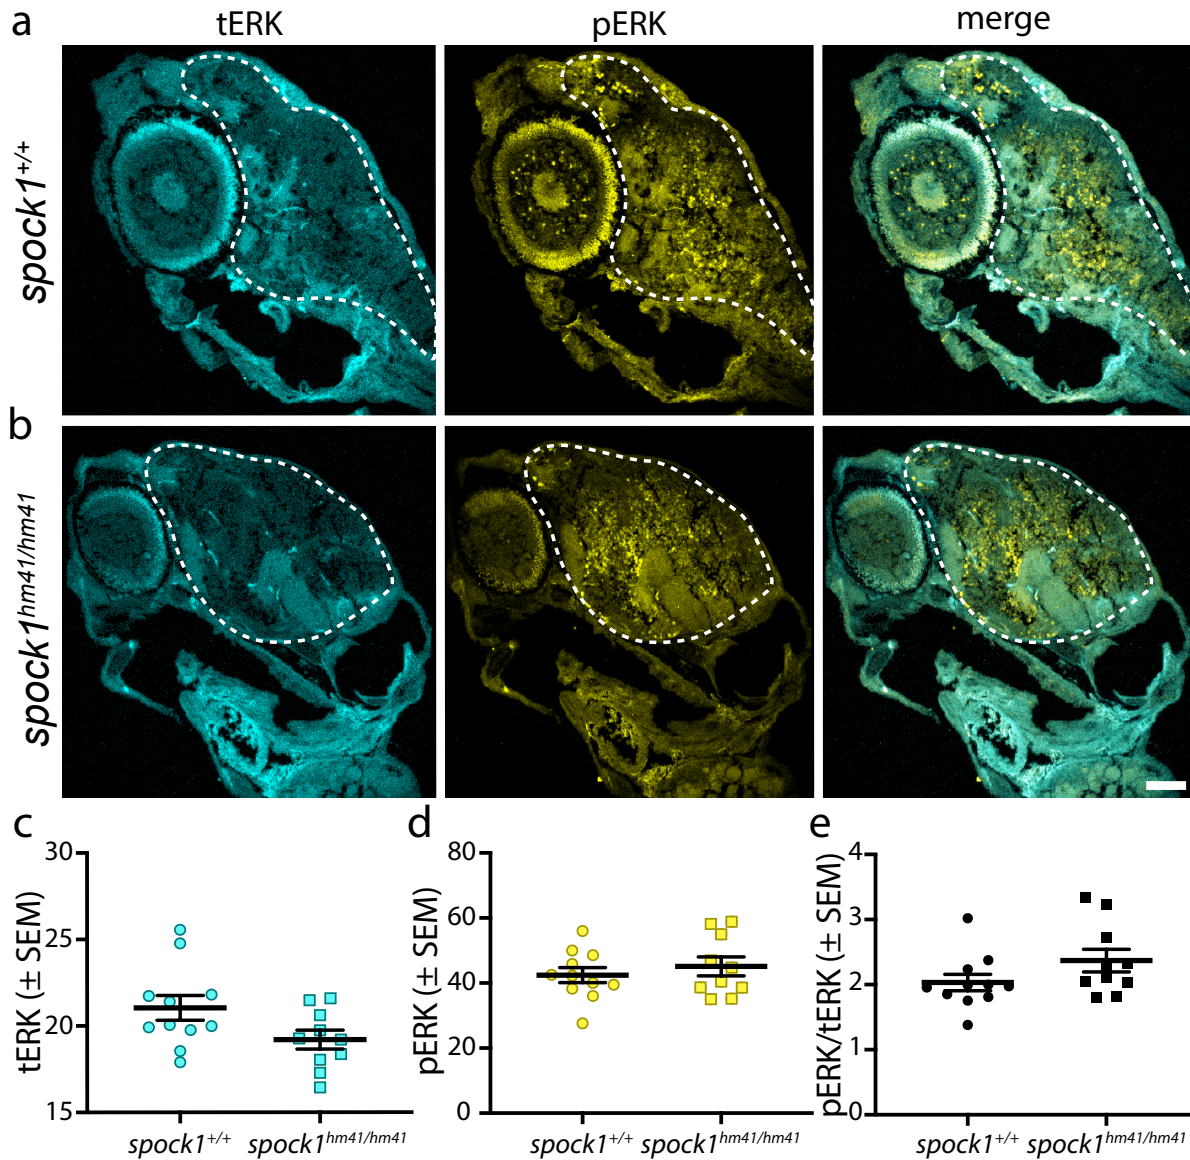 a tERK pERK merge
spock1+/+
b
spock1hm41/hm41
c d e
tERK (± SEM)
30
25
20
15
spock1+/+ spock1hm41/hm41
pERK (± SEM)
80
60
40
20
0
spock1+/+ spock1hm41/hm41
pERK/tERK (± SEM)
4
3
2
1
0
spock1+/+ spock1hm41/hm41